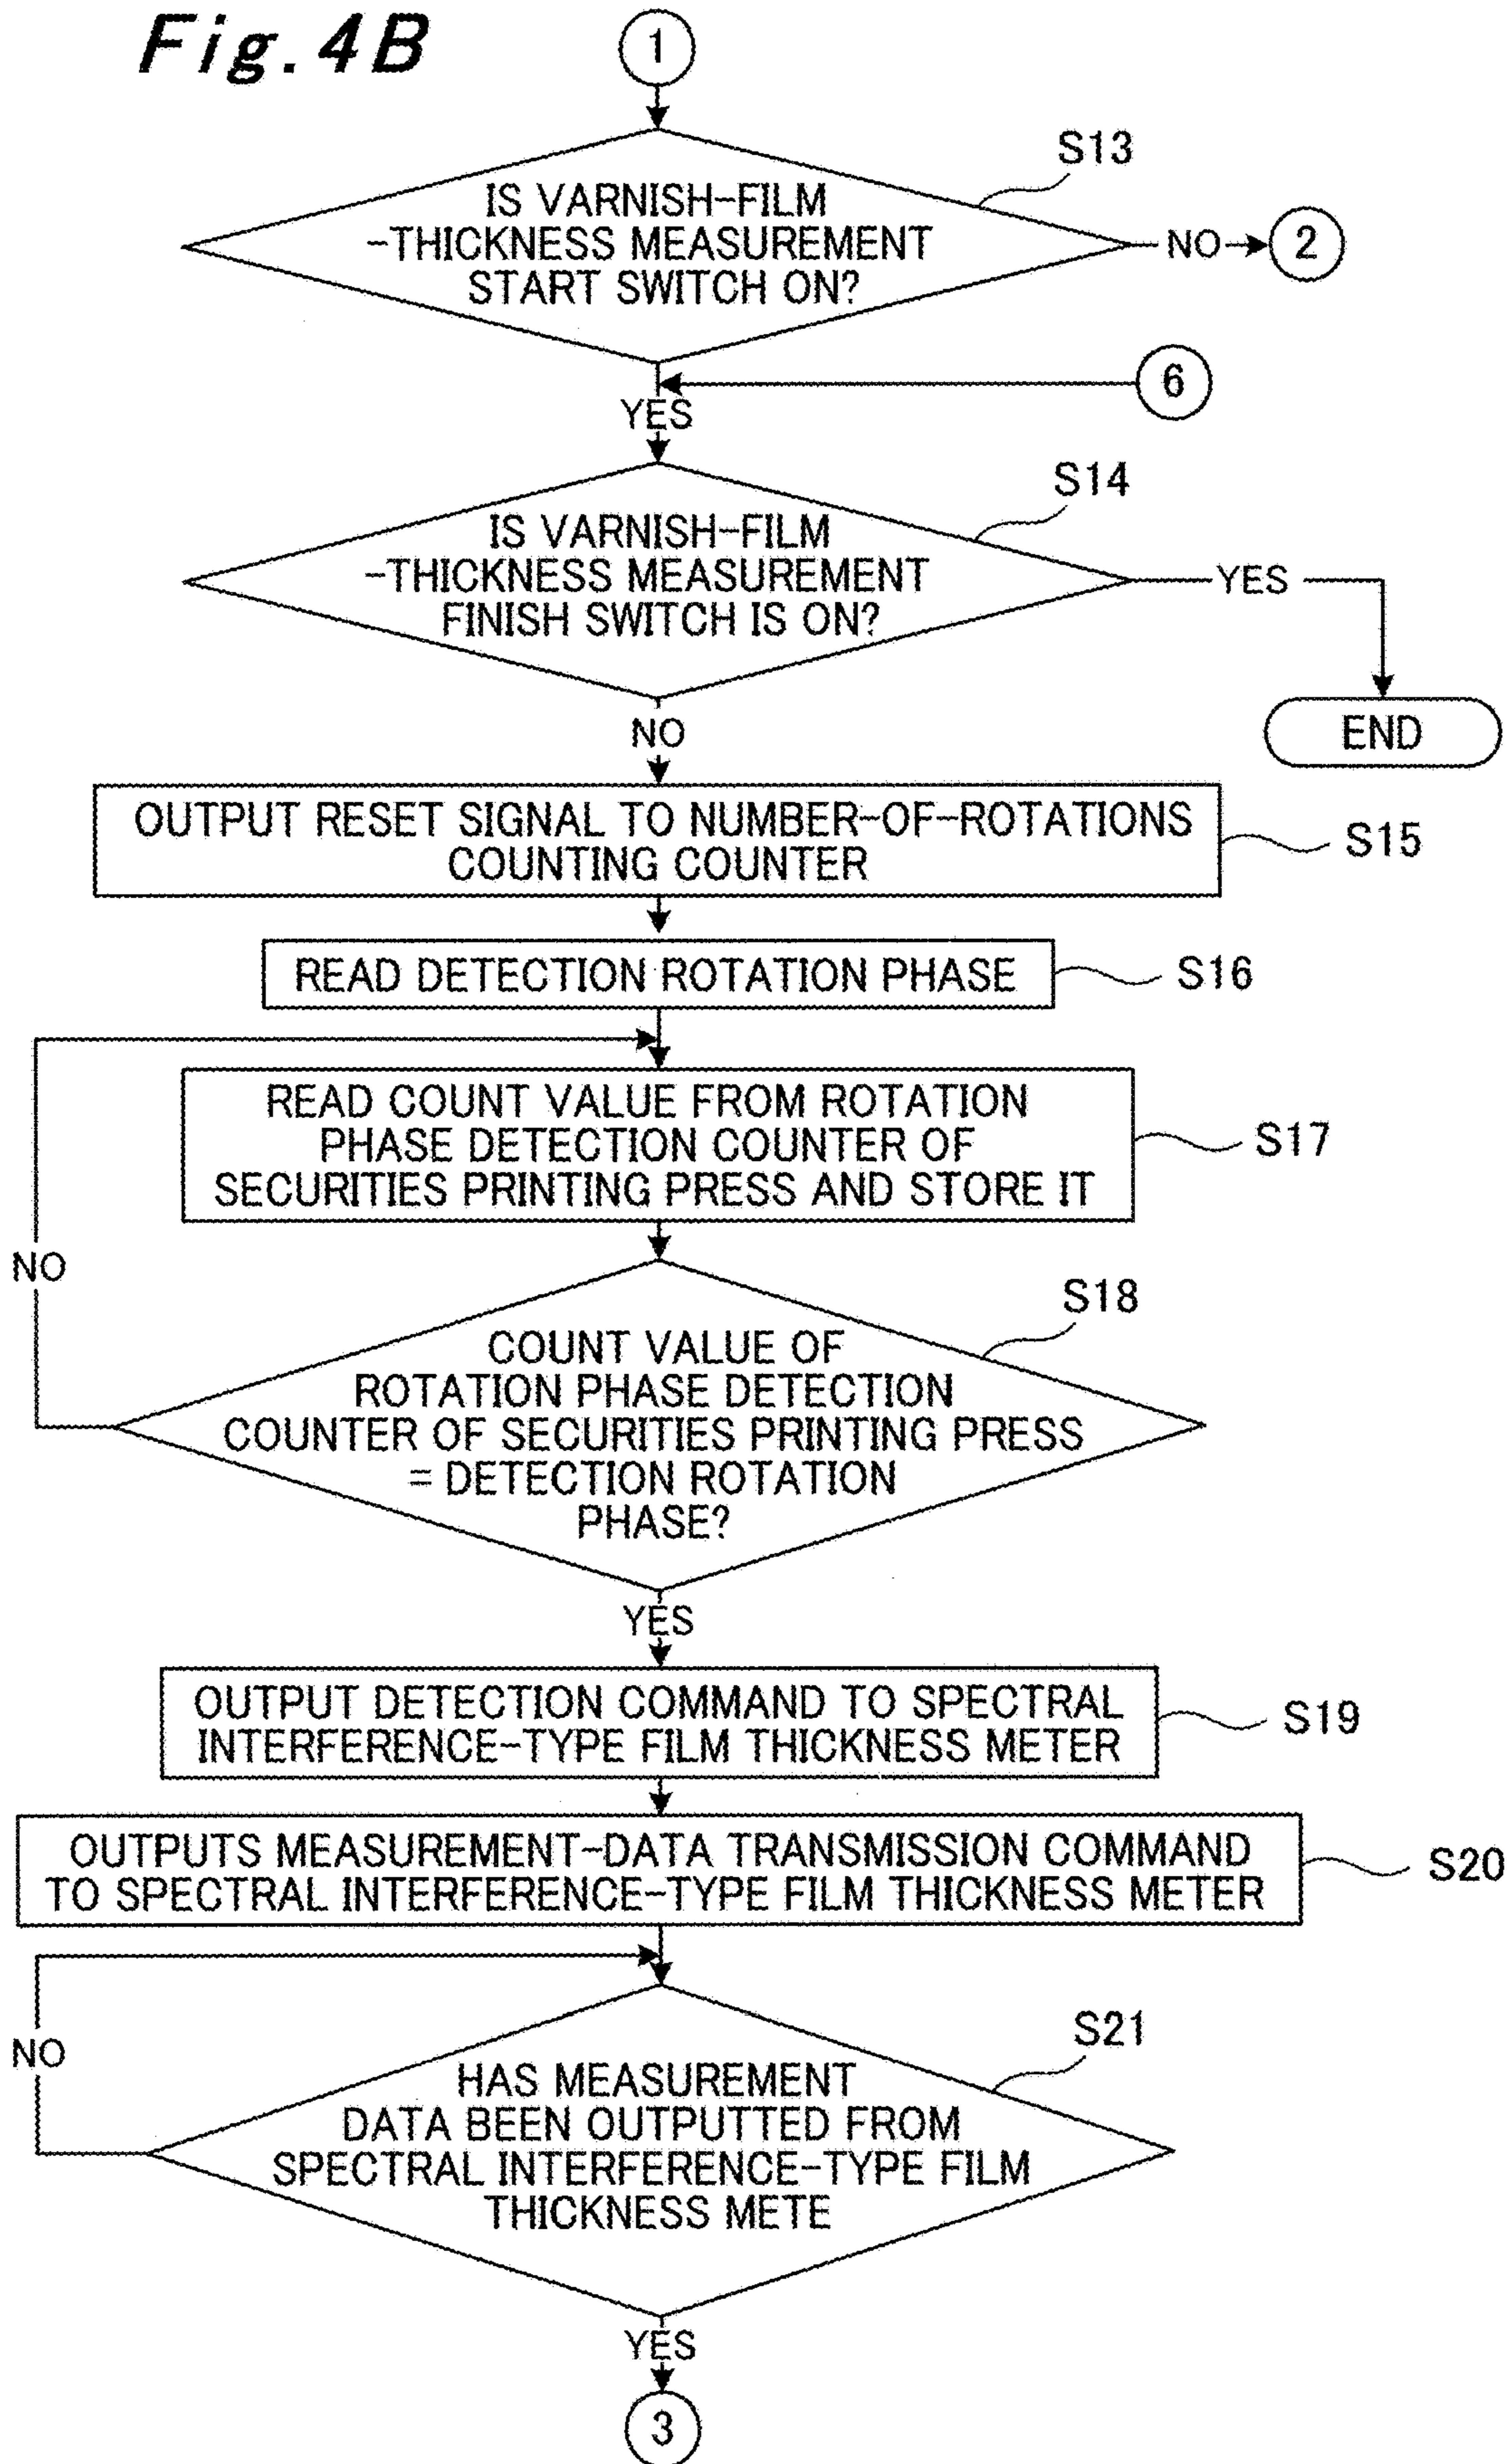 Fig.4B
1
S13
IS VARNISH-FILM
-THICKNESS MEASUREMENT
START SWITCH ON?
NO
2
6
YES
S14
IS VARNISH-FILM
-THICKNESS MEASUREMENT
FINISH SWITCH IS ON?
YES
NO
END
OUTPUT RESET SIGNAL TO NUMBER-OF-ROTATIONS
COUNTING COUNTER
S15
READ DETECTION ROTATION PHASE
S16
READ COUNT VALUE FROM ROTATION
PHASE DETECTION COUNTER OF
SECURITIES PRINTING PRESS AND STORE IT
S17
NO
S18
COUNT VALUE OF
ROTATION PHASE DETECTION
COUNTER OF SECURITIES PRINTING PRESS
= DETECTION ROTATION
PHASE?
YES
OUTPUT DETECTION COMMAND TO SPECTRAL
INTERFERENCE-TYPE FILM THICKNESS METER
S19
OUTPUTS MEASUREMENT-DATA TRANSMISSION COMMAND
TO SPECTRAL INTERFERENCE-TYPE FILM THICKNESS METER
S20
NO
S21
HAS MEASUREMENT
DATA BEEN OUTPUTTED FROM
SPECTRAL INTERFERENCE-TYPE FILM
THICKNESS METE
YES
3